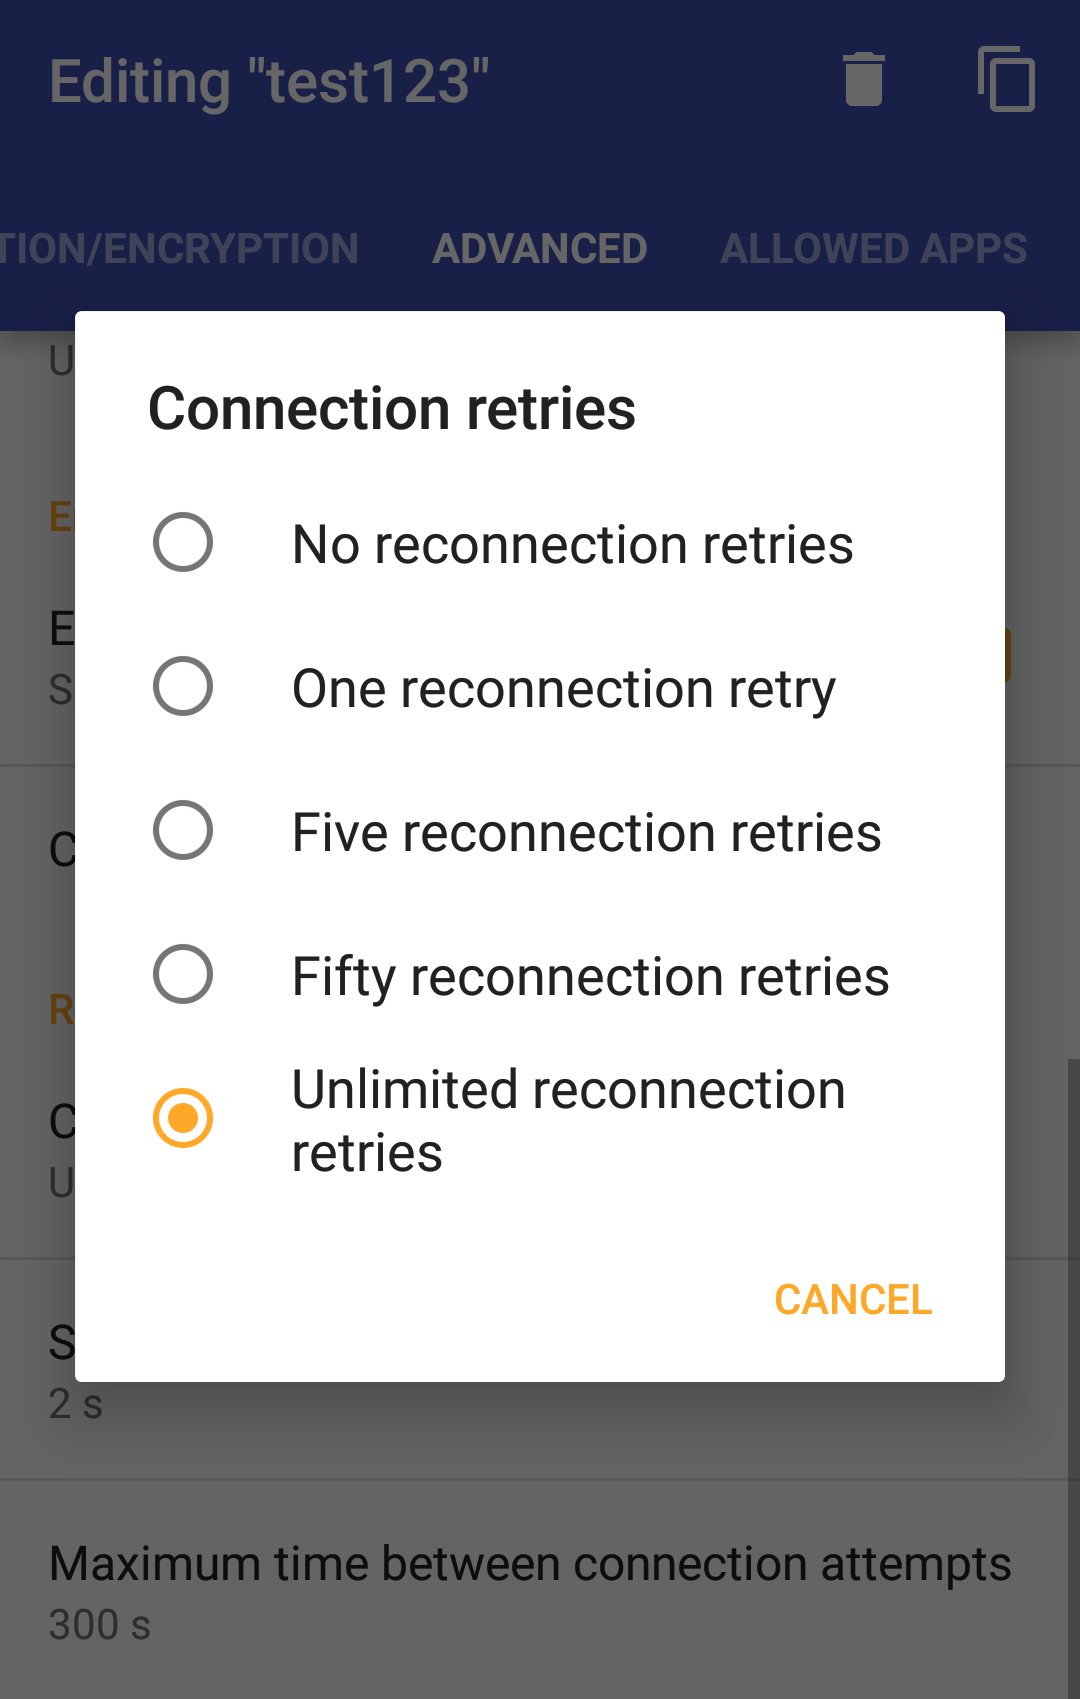 Editing "test123"
TION/ENCRYPTION ADVANCED ALLOWED APPS
Connection retries
No reconnection retries
One reconnection retry
Five reconnection retries
Fifty reconnection retries
Unlimited reconnection
retries
CANCEL
2 s
Maximum time between connection attempts
300 s